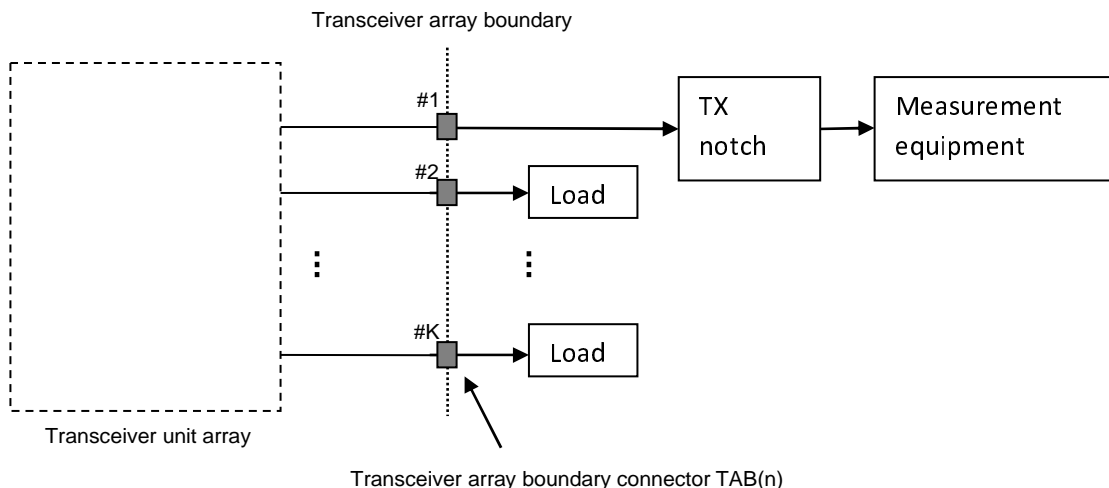 Transceiver array boundary
#1
TX
notch
Measurement
equipment
#2
Load
#K
Load
Transceiver unit array
Transceiver array boundary connector TAB(n)